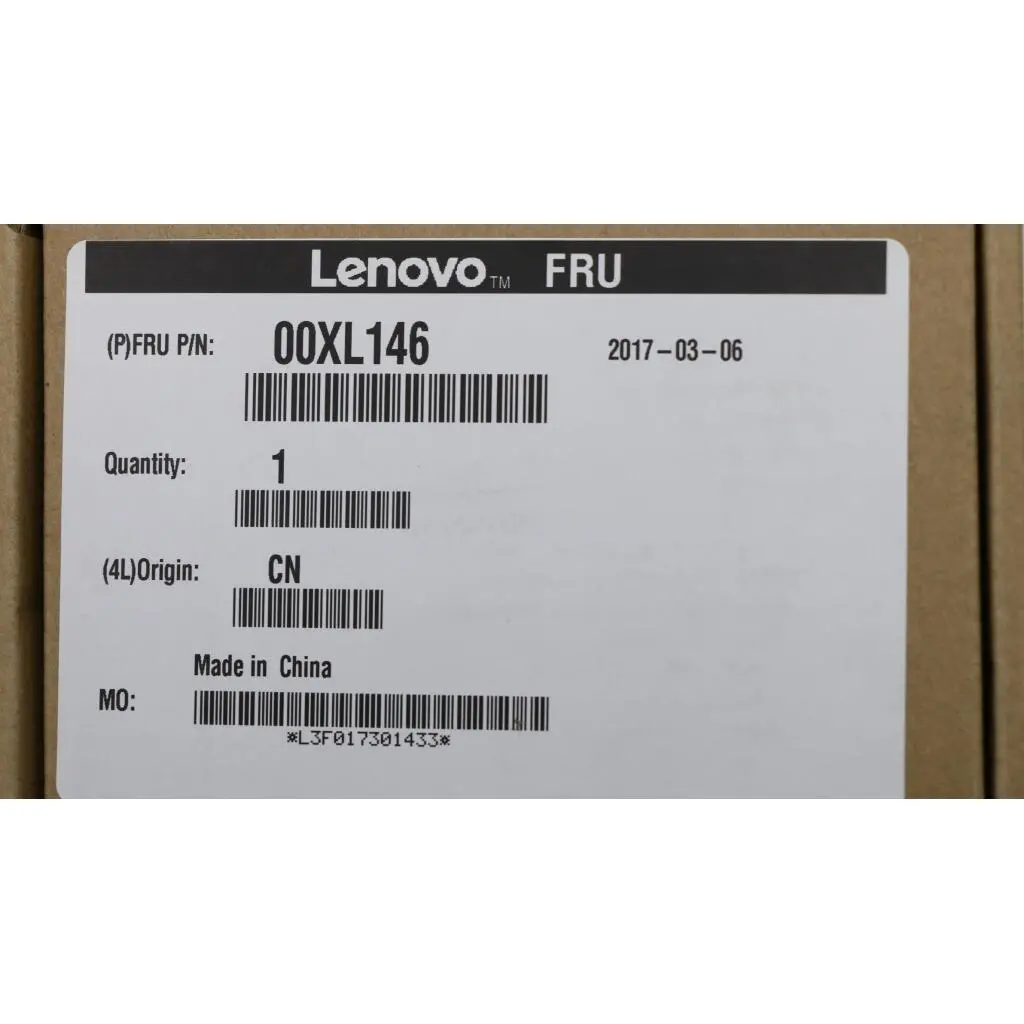 Lenovo™ FRU
(P)FRU P/N: 00XL146 2017-03-06
Quantity: 1
(4L)Origin: CN
Made in China
MO:
*L3F017301433*